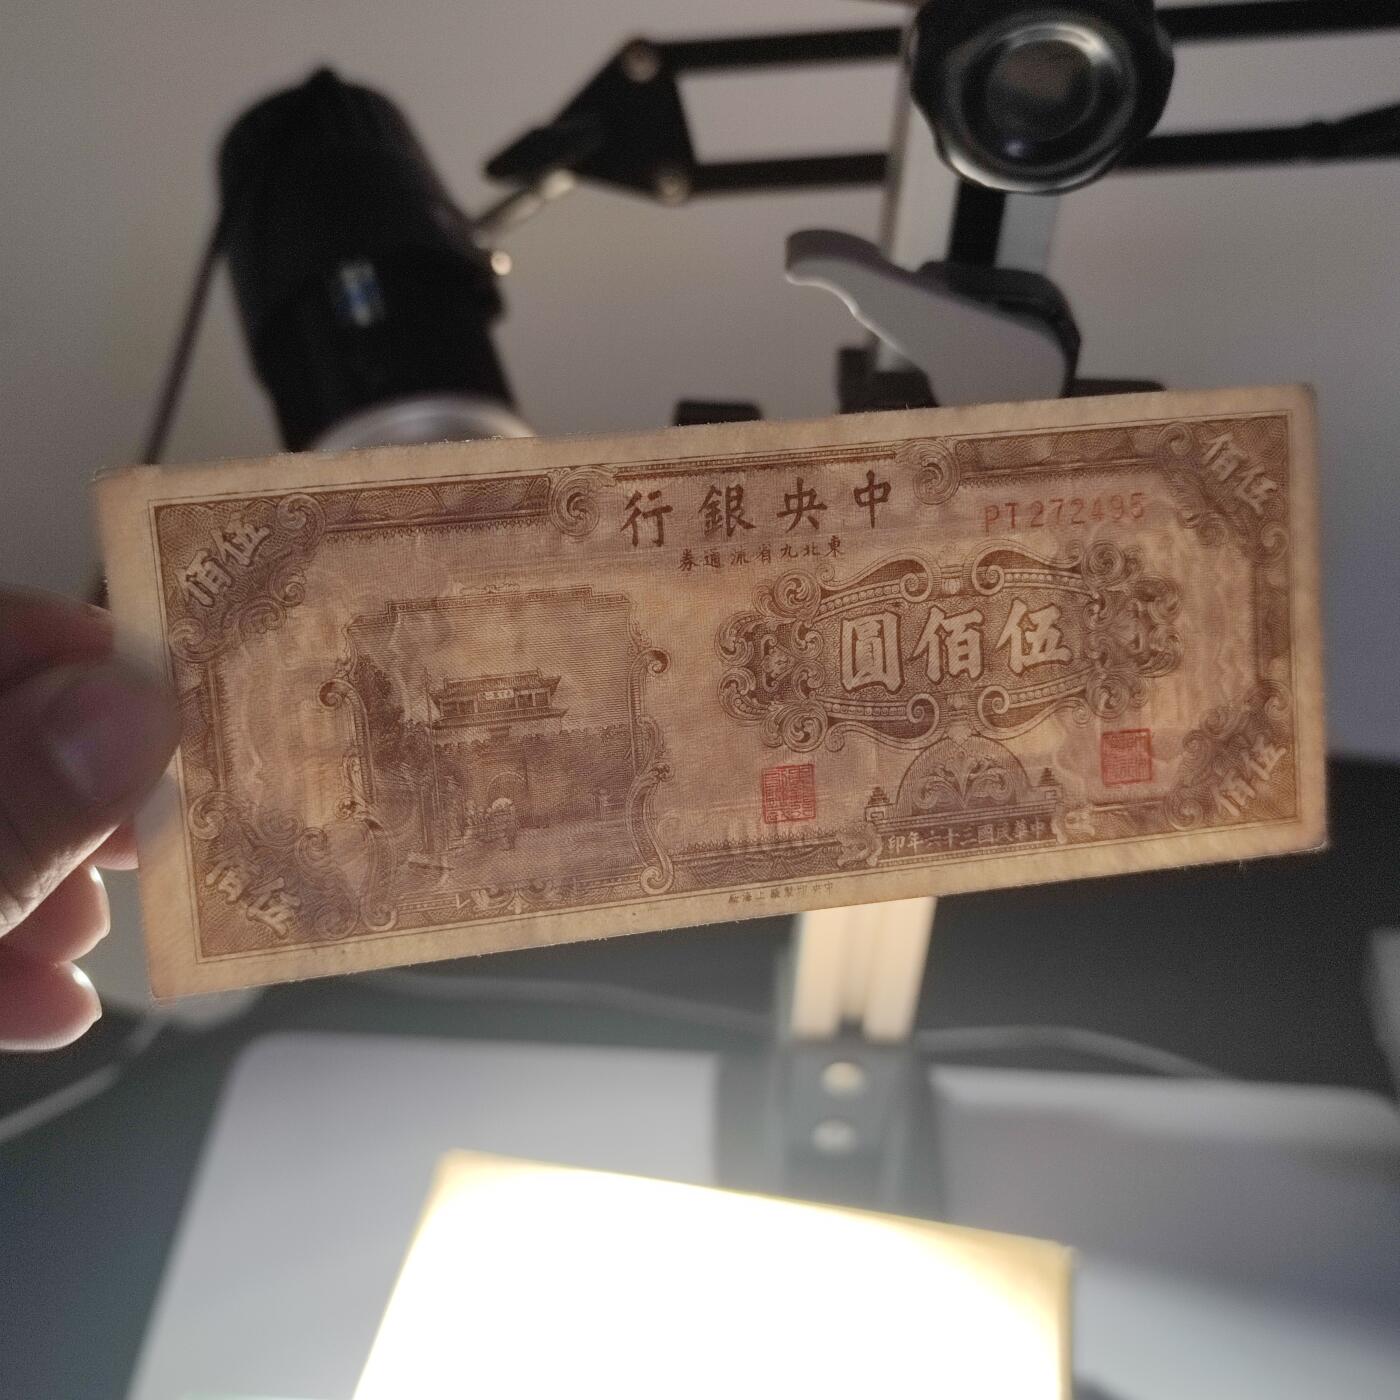 中央銀行
東北九省流通券
PT272495
伍佰圓
伍佰
伍佰
伍佰
伍佰
中華民國三十六年印
中央印製廠上海廠